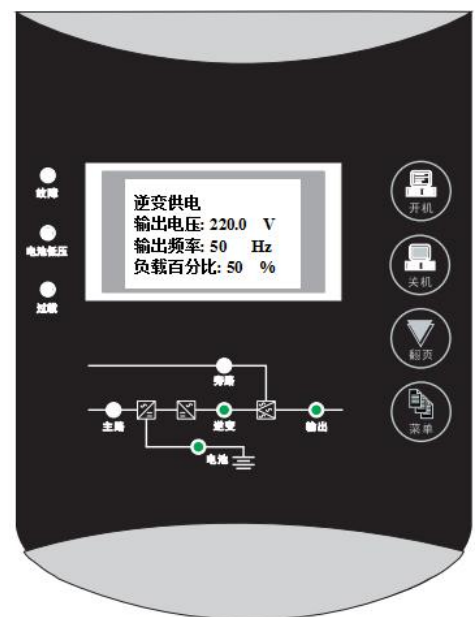 逆变供电
输出电压: 220.0 V
输出频率: 50 Hz
负载百分比: 50 %
故障
电池低压
过载
开机
关机
翻页
菜单
旁路
主路
逆变
输出
电池